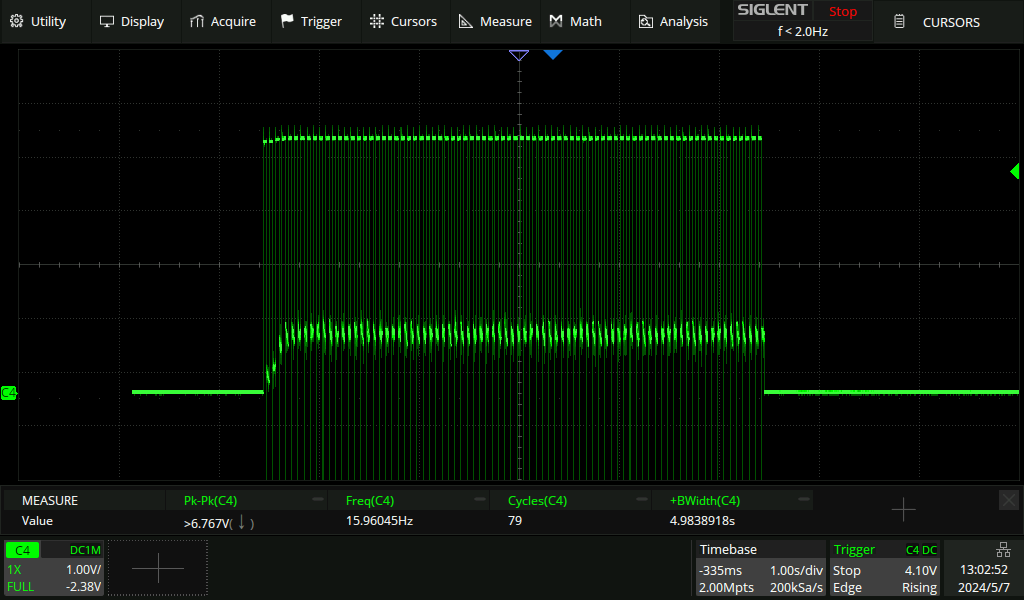 Utility Display Acquire Trigger Cursors Measure Math Analysis SIGLENT Stop CURSORS
f < 2.0Hz
C4
MEASURE Pk-Pk(C4) Freq(C4) Cycles(C4) +BWidth(C4)
Value >6.767V(↓) 15.96045Hz 79 4.9838918s
C4 DC1M
1X 1.00V/
FULL -2.38V
Timebase
-335ms 1.00s/div
2.00Mpts 200kSa/s
Trigger C4 DC
Stop 4.10V
Edge Rising
13:02:52
2024/5/7